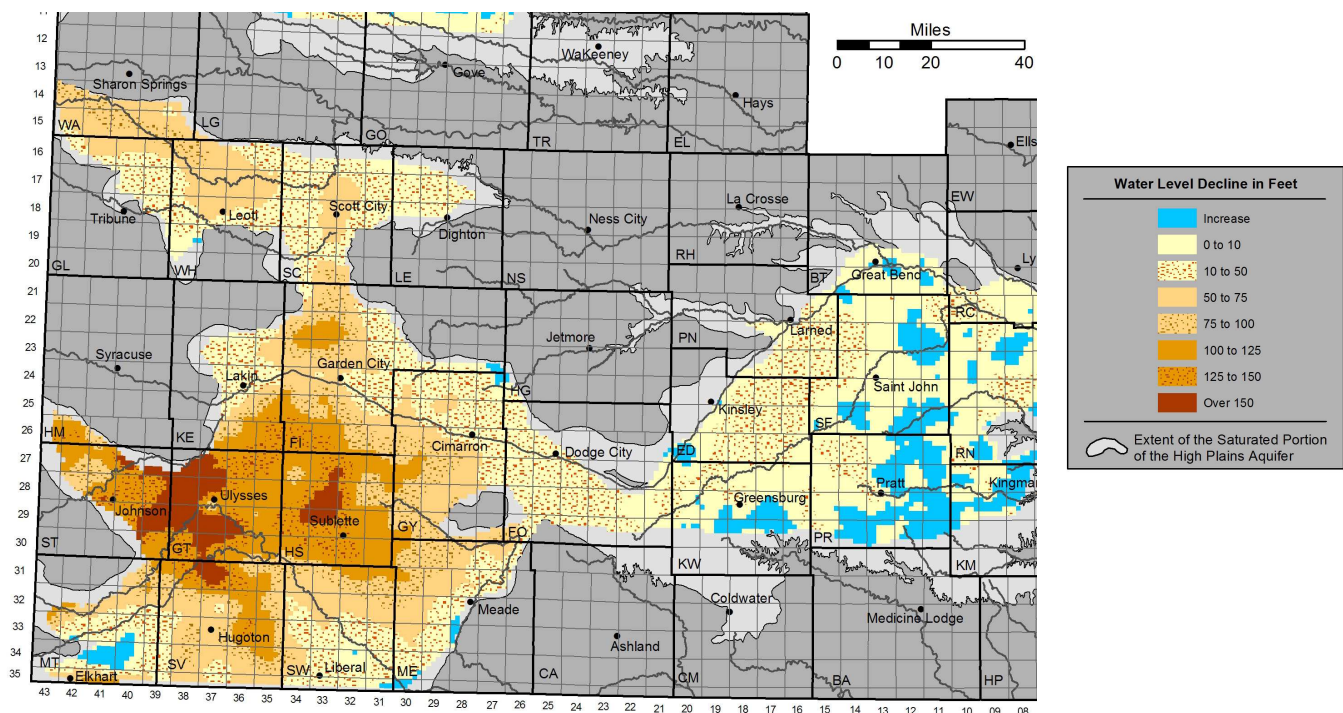 11
12
13
14
15
16
17
18
19
20
21
22
23
24
25
26
27
28
29
30
31
32
33
34
35
43 42 41 40 39 38 37 36 35 34 33 32 31 30 29 28 27 26 25 24 23 22 21 20 19 18 17 16 15 14 13 12 11 10 09 08
Sharon Springs
Gove
WaKeeney
Hays
Ells
WA
LG
GO
TR
EL
Tribune
Leoti
Scott City
Dighton
Ness City
La Crosse
EW
Ly
GL
WH
SC
LE
NS
RH
BT
Great Bend
RC
Syracuse
Lakin
Garden City
Jetmore
PN
Larned
Saint John
HG
Kinsley
SF
HM
KE
FI
Cimarron
Dodge City
ED
RN
Johnson
Ulysses
Sublette
Greensburg
Pratt
Kingman
ST
GT
HS
GY
FO
KW
PR
KM
Meade
Coldwater
Medicine Lodge
Hugoton
Ashland
MT
Elkhart
SV
SW
Liberal
ME
CA
CM
BA
HP
Miles
0 10 20 40
Water Level Decline in Feet
Increase
0 to 10
10 to 50
50 to 75
75 to 100
100 to 125
125 to 150
Over 150
Extent of the Saturated Portion
of the High Plains Aquifer